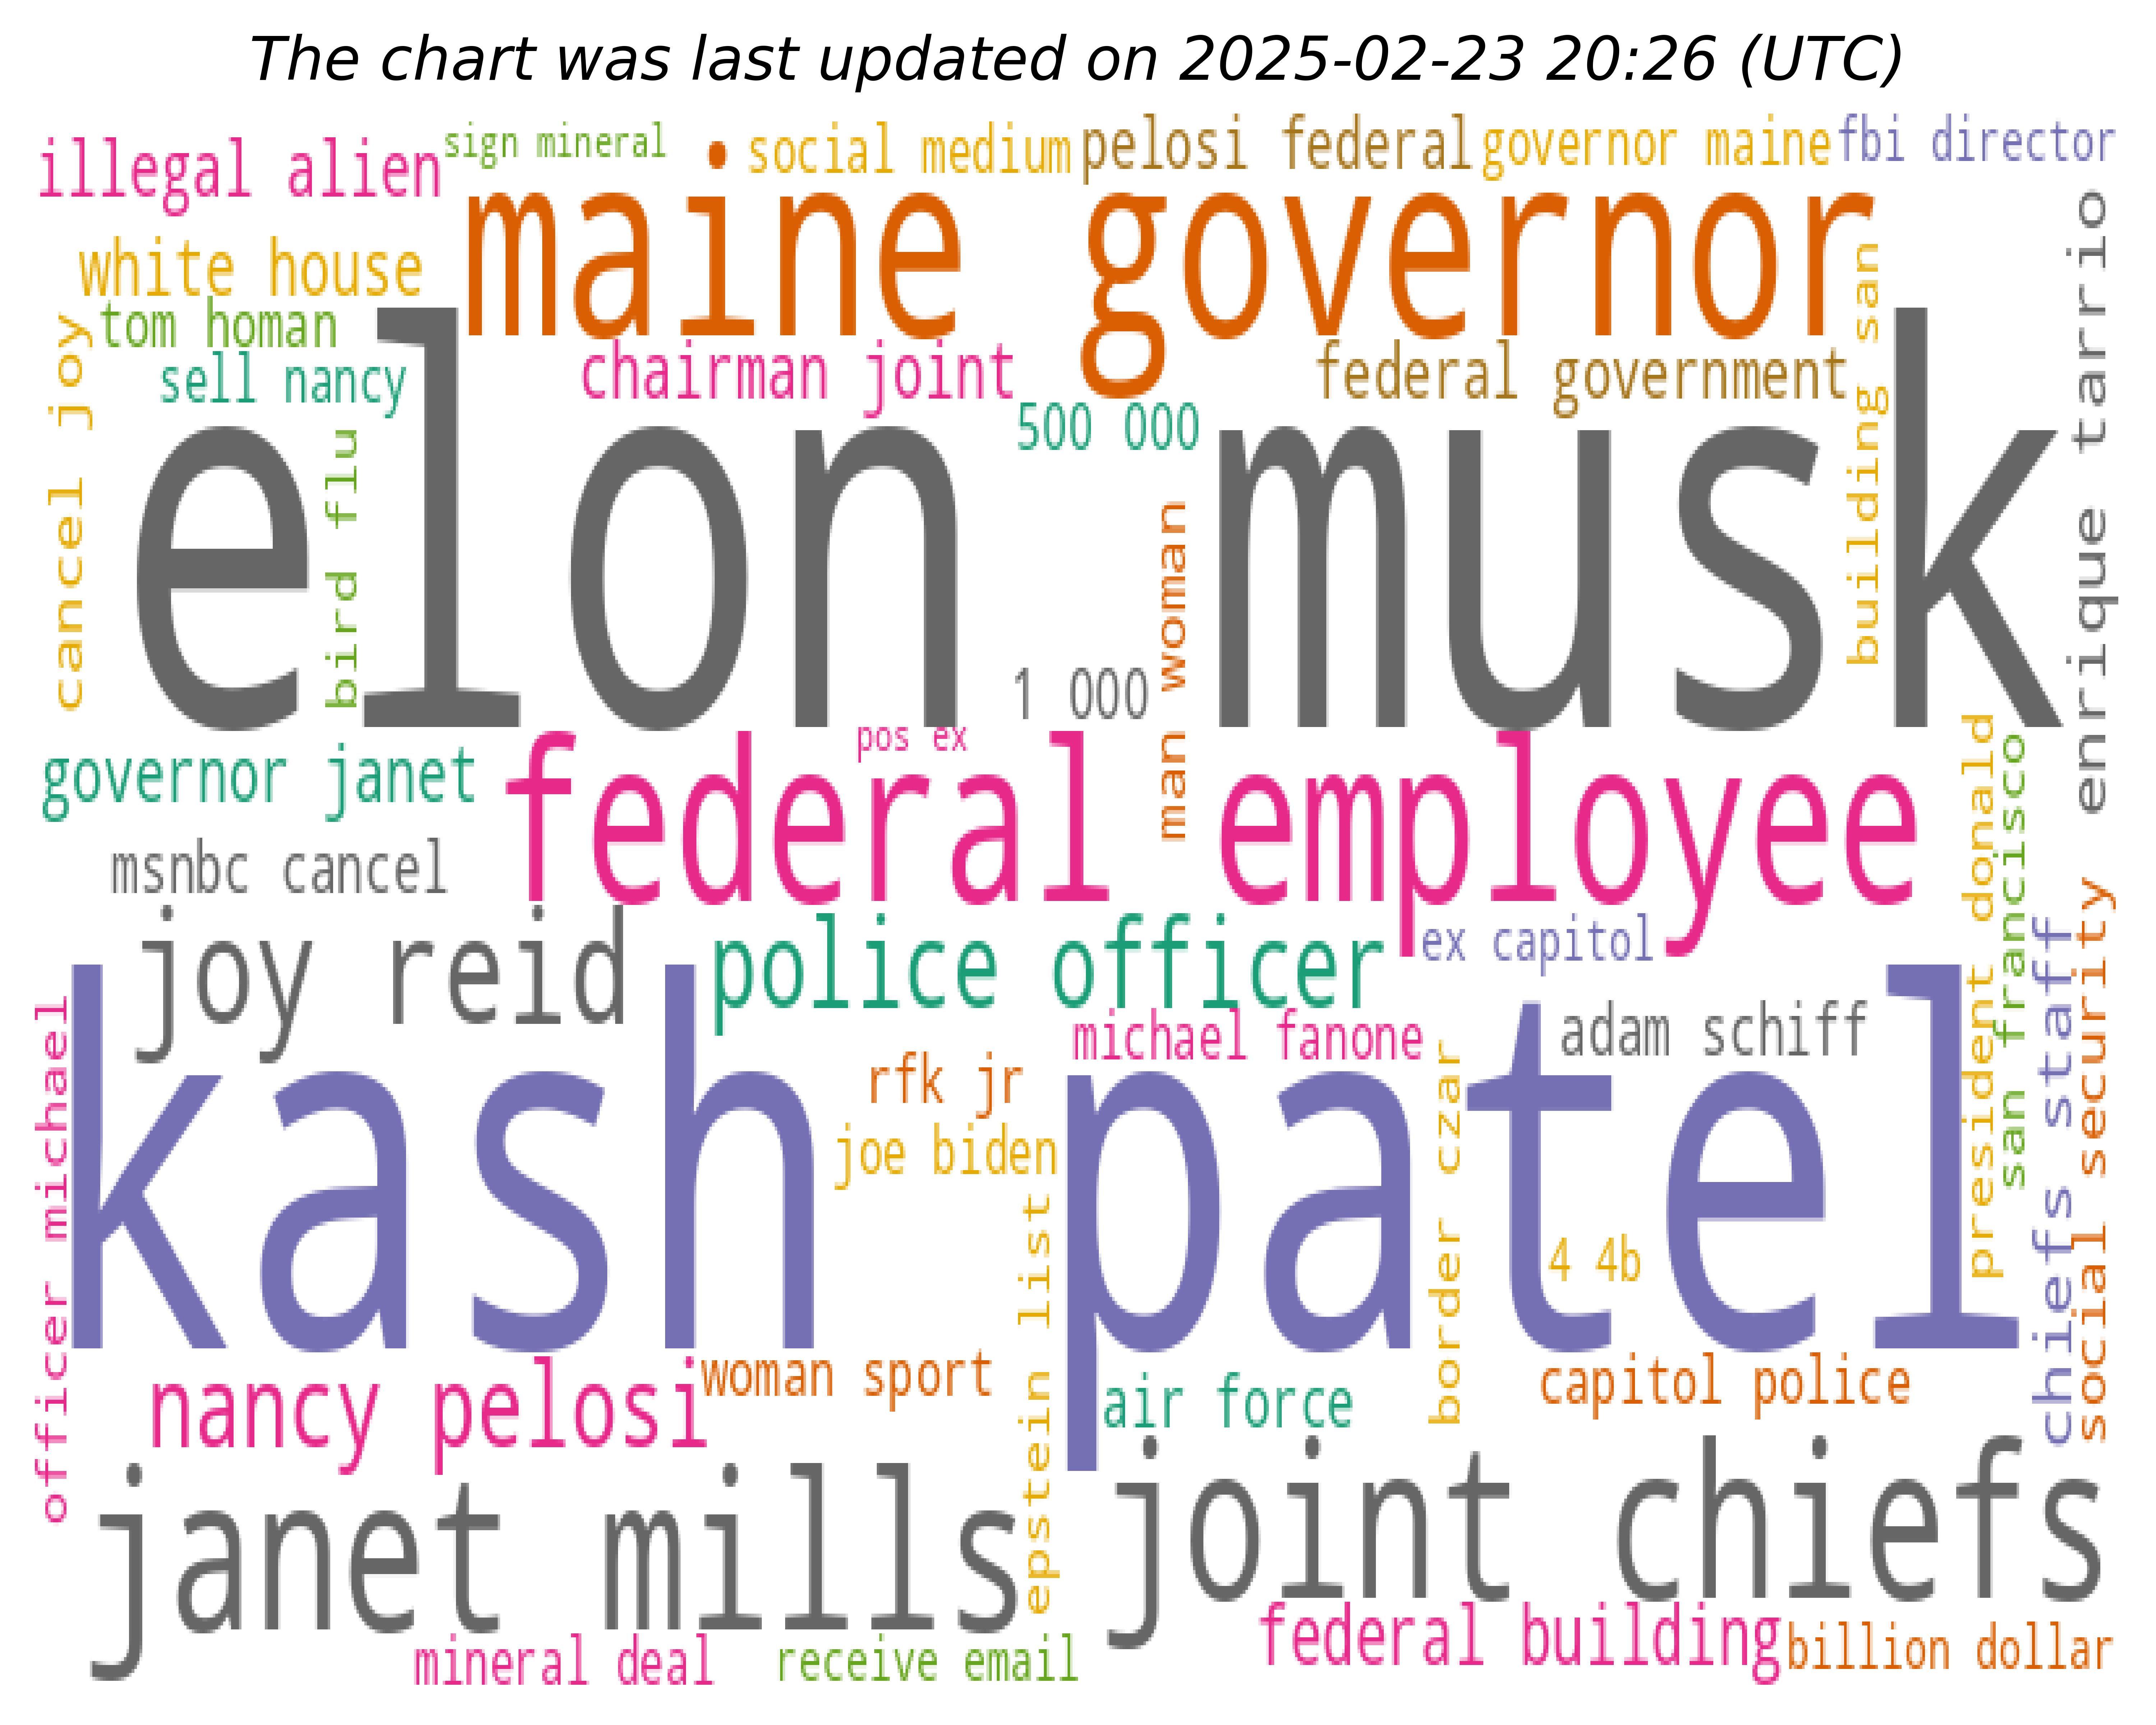 The chart was last updated on 2025-02-23 20:26 (UTC)
illegal alien
sign mineral
social medium
pelosi federal
governor maine
fbi director
maine governor
white house
tom homan
sell nancy
chairman joint
federal government
500 000
building san
enrique tarrio
cancel joy
bird flu
elon musk
man woman
1 000
pos ex
governor janet
federal employee
msnbc cancel
president donald
san francisco
joy reid
police officer
ex capitol
chiefs staff
social security
michael fanone
adam schiff
officer michael
kash patel
rfk jr
joe biden
border czar
epstein list
4 4b
nancy pelosi
woman sport
air force
capitol police
janet mills
joint chiefs
mineral deal
receive email
federal building
billion dollar